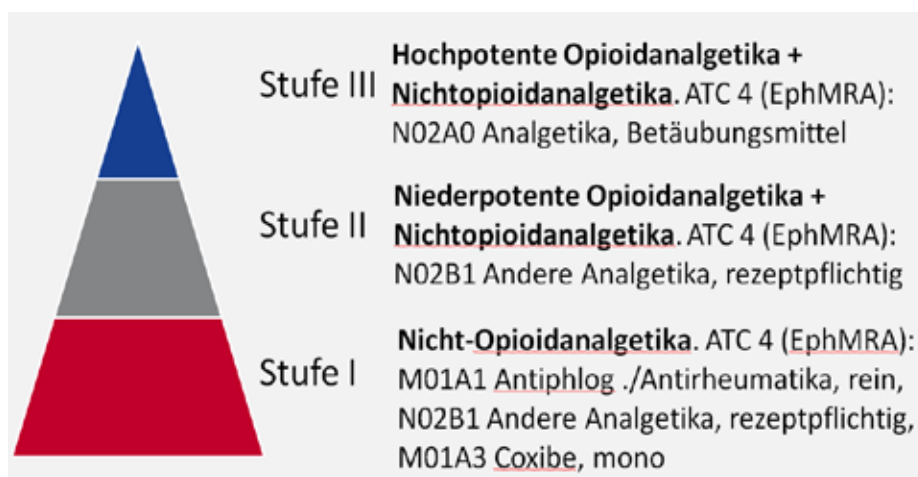 Stufe III
Hochpotente Opioidanalgetika +
Nichtopioidanalgetika. ATC 4 (EphMRA):
N02A0 Analgetika, Betäubungsmittel
Stufe II
Niederpotente Opioidanalgetika +
Nichtopioidanalgetika. ATC 4 (EphMRA):
N02B1 Andere Analgetika, rezeptpflichtig
Stufe I
Nicht-Opioidanalgetika. ATC 4 (EphMRA):
M01A1 Antiphlog ./Antirheumatika, rein,
N02B1 Andere Analgetika, rezeptpflichtig,
M01A3 Coxibe, mono